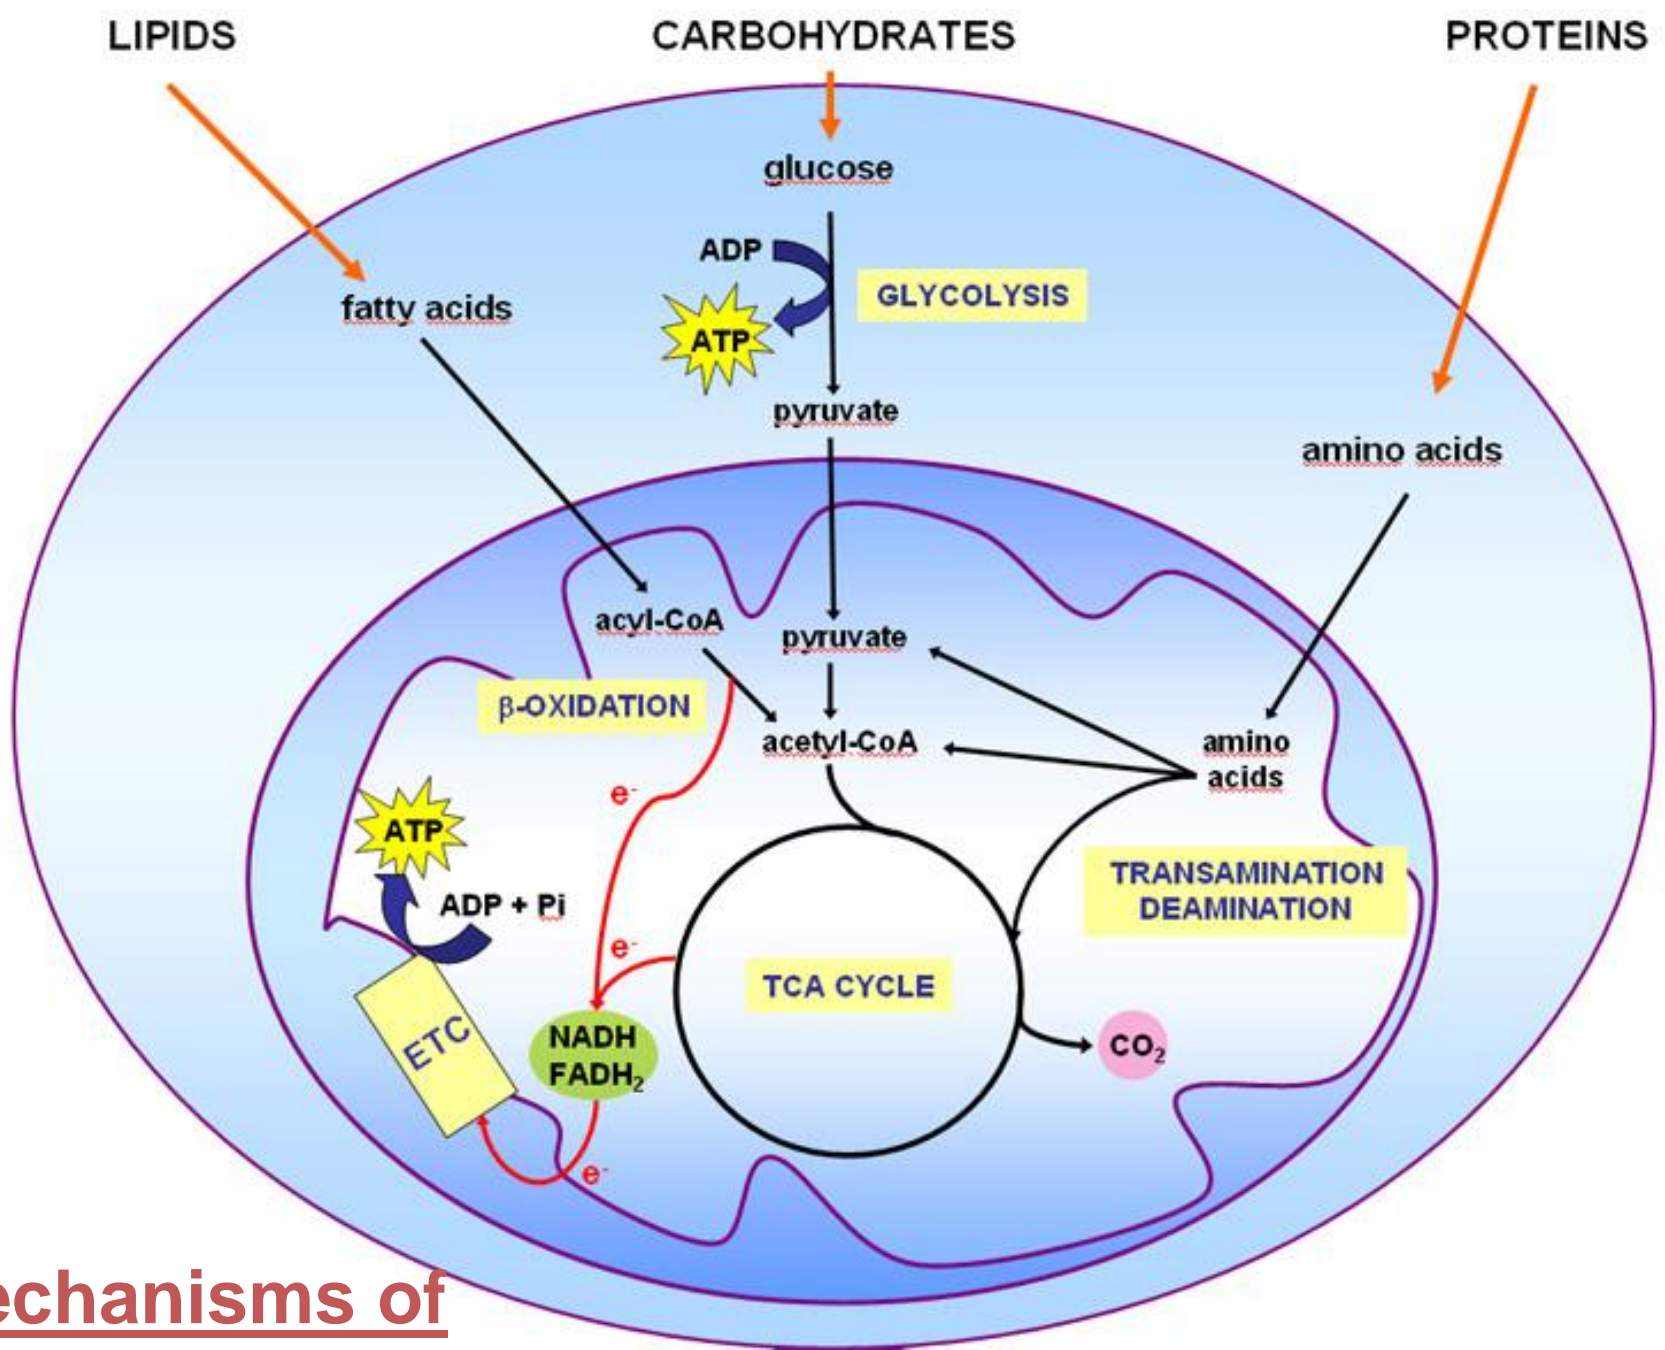 LIPIDS
CARBOHYDRATES
PROTEINS
glucose
ADP
GLYCOLYSIS
ATP
fatty acids
pyruvate
amino acids
acyl-CoA
pyruvate
β-OXIDATION
acetyl-CoA
amino
acids
e-
ATP
ADP + Pi
TRANSAMINATION
DEAMINATION
e-
TCA CYCLE
ETC
NADH
FADH₂
CO₂
e-
echanisms of